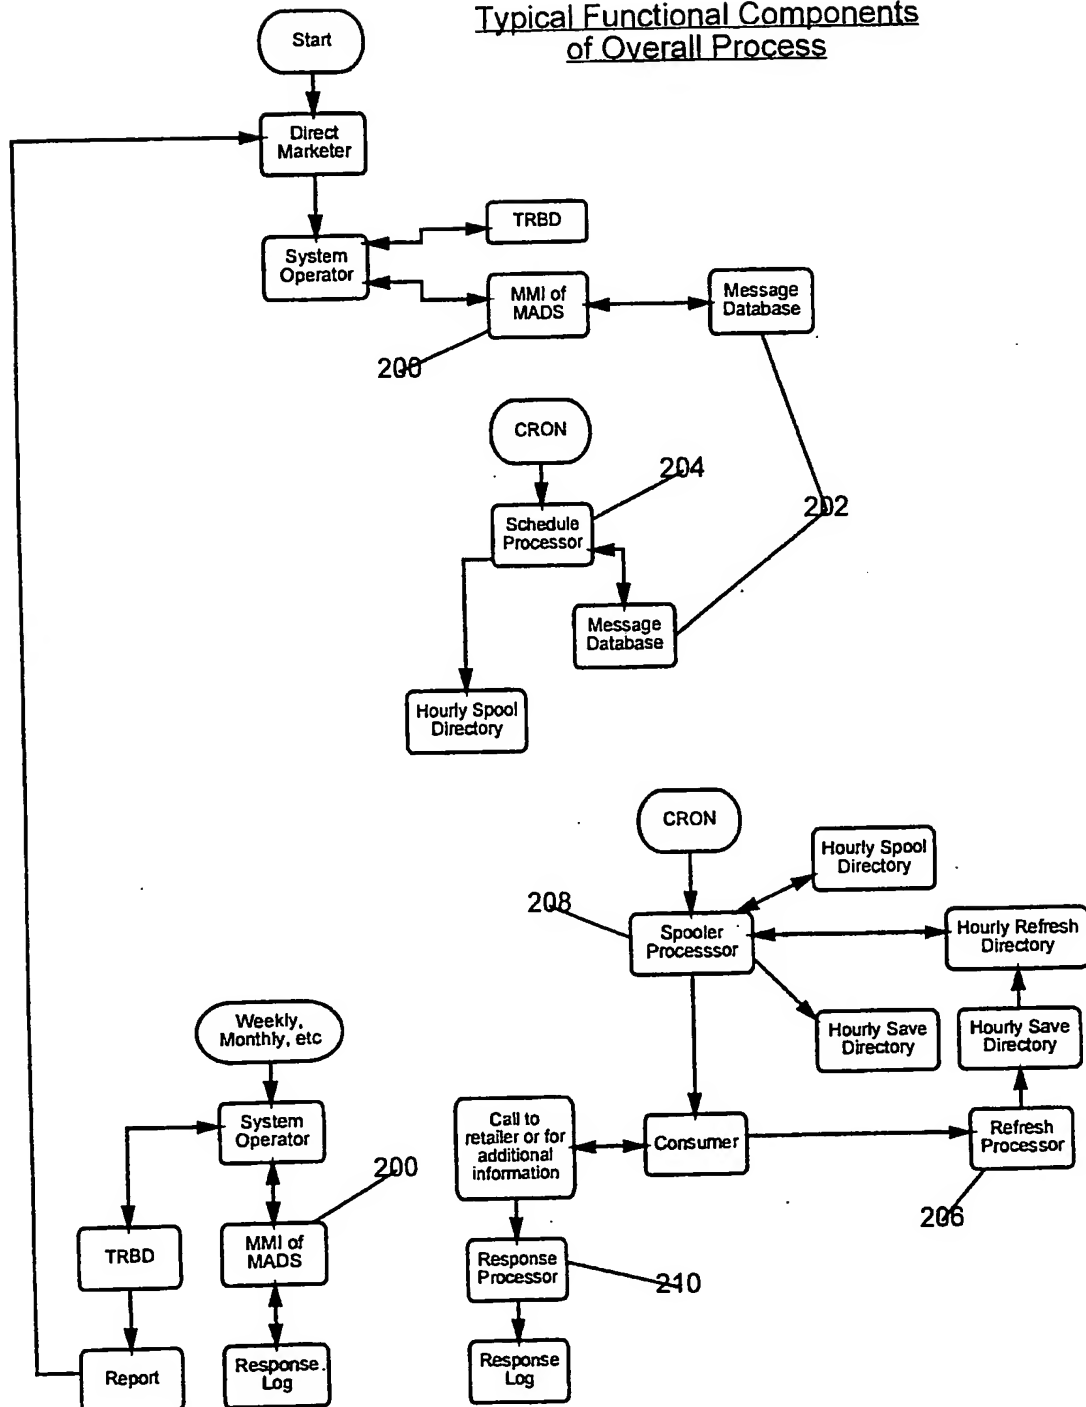 Typical Functional Components
of Overall Process
Start
Direct
Marketer
System
Operator
TRBD
MMI of
MADS
Message
Database
200
CRON
204
202
Schedule
Processor
Message
Database
Hourly Spool
Directory
CRON
Hourly Spool
Directory
208
Spooler
Processsor
Hourly Refresh
Directory
Hourly Save
Directory
Hourly Save
Directory
Weekly,
Monthly, etc
System
Operator
Call to
retailer or for
additional
information
Consumer
Refresh
Processor
200
206
TRBD
MMI of
MADS
Response
Processor
210
Report
Response
Log
Response
Log